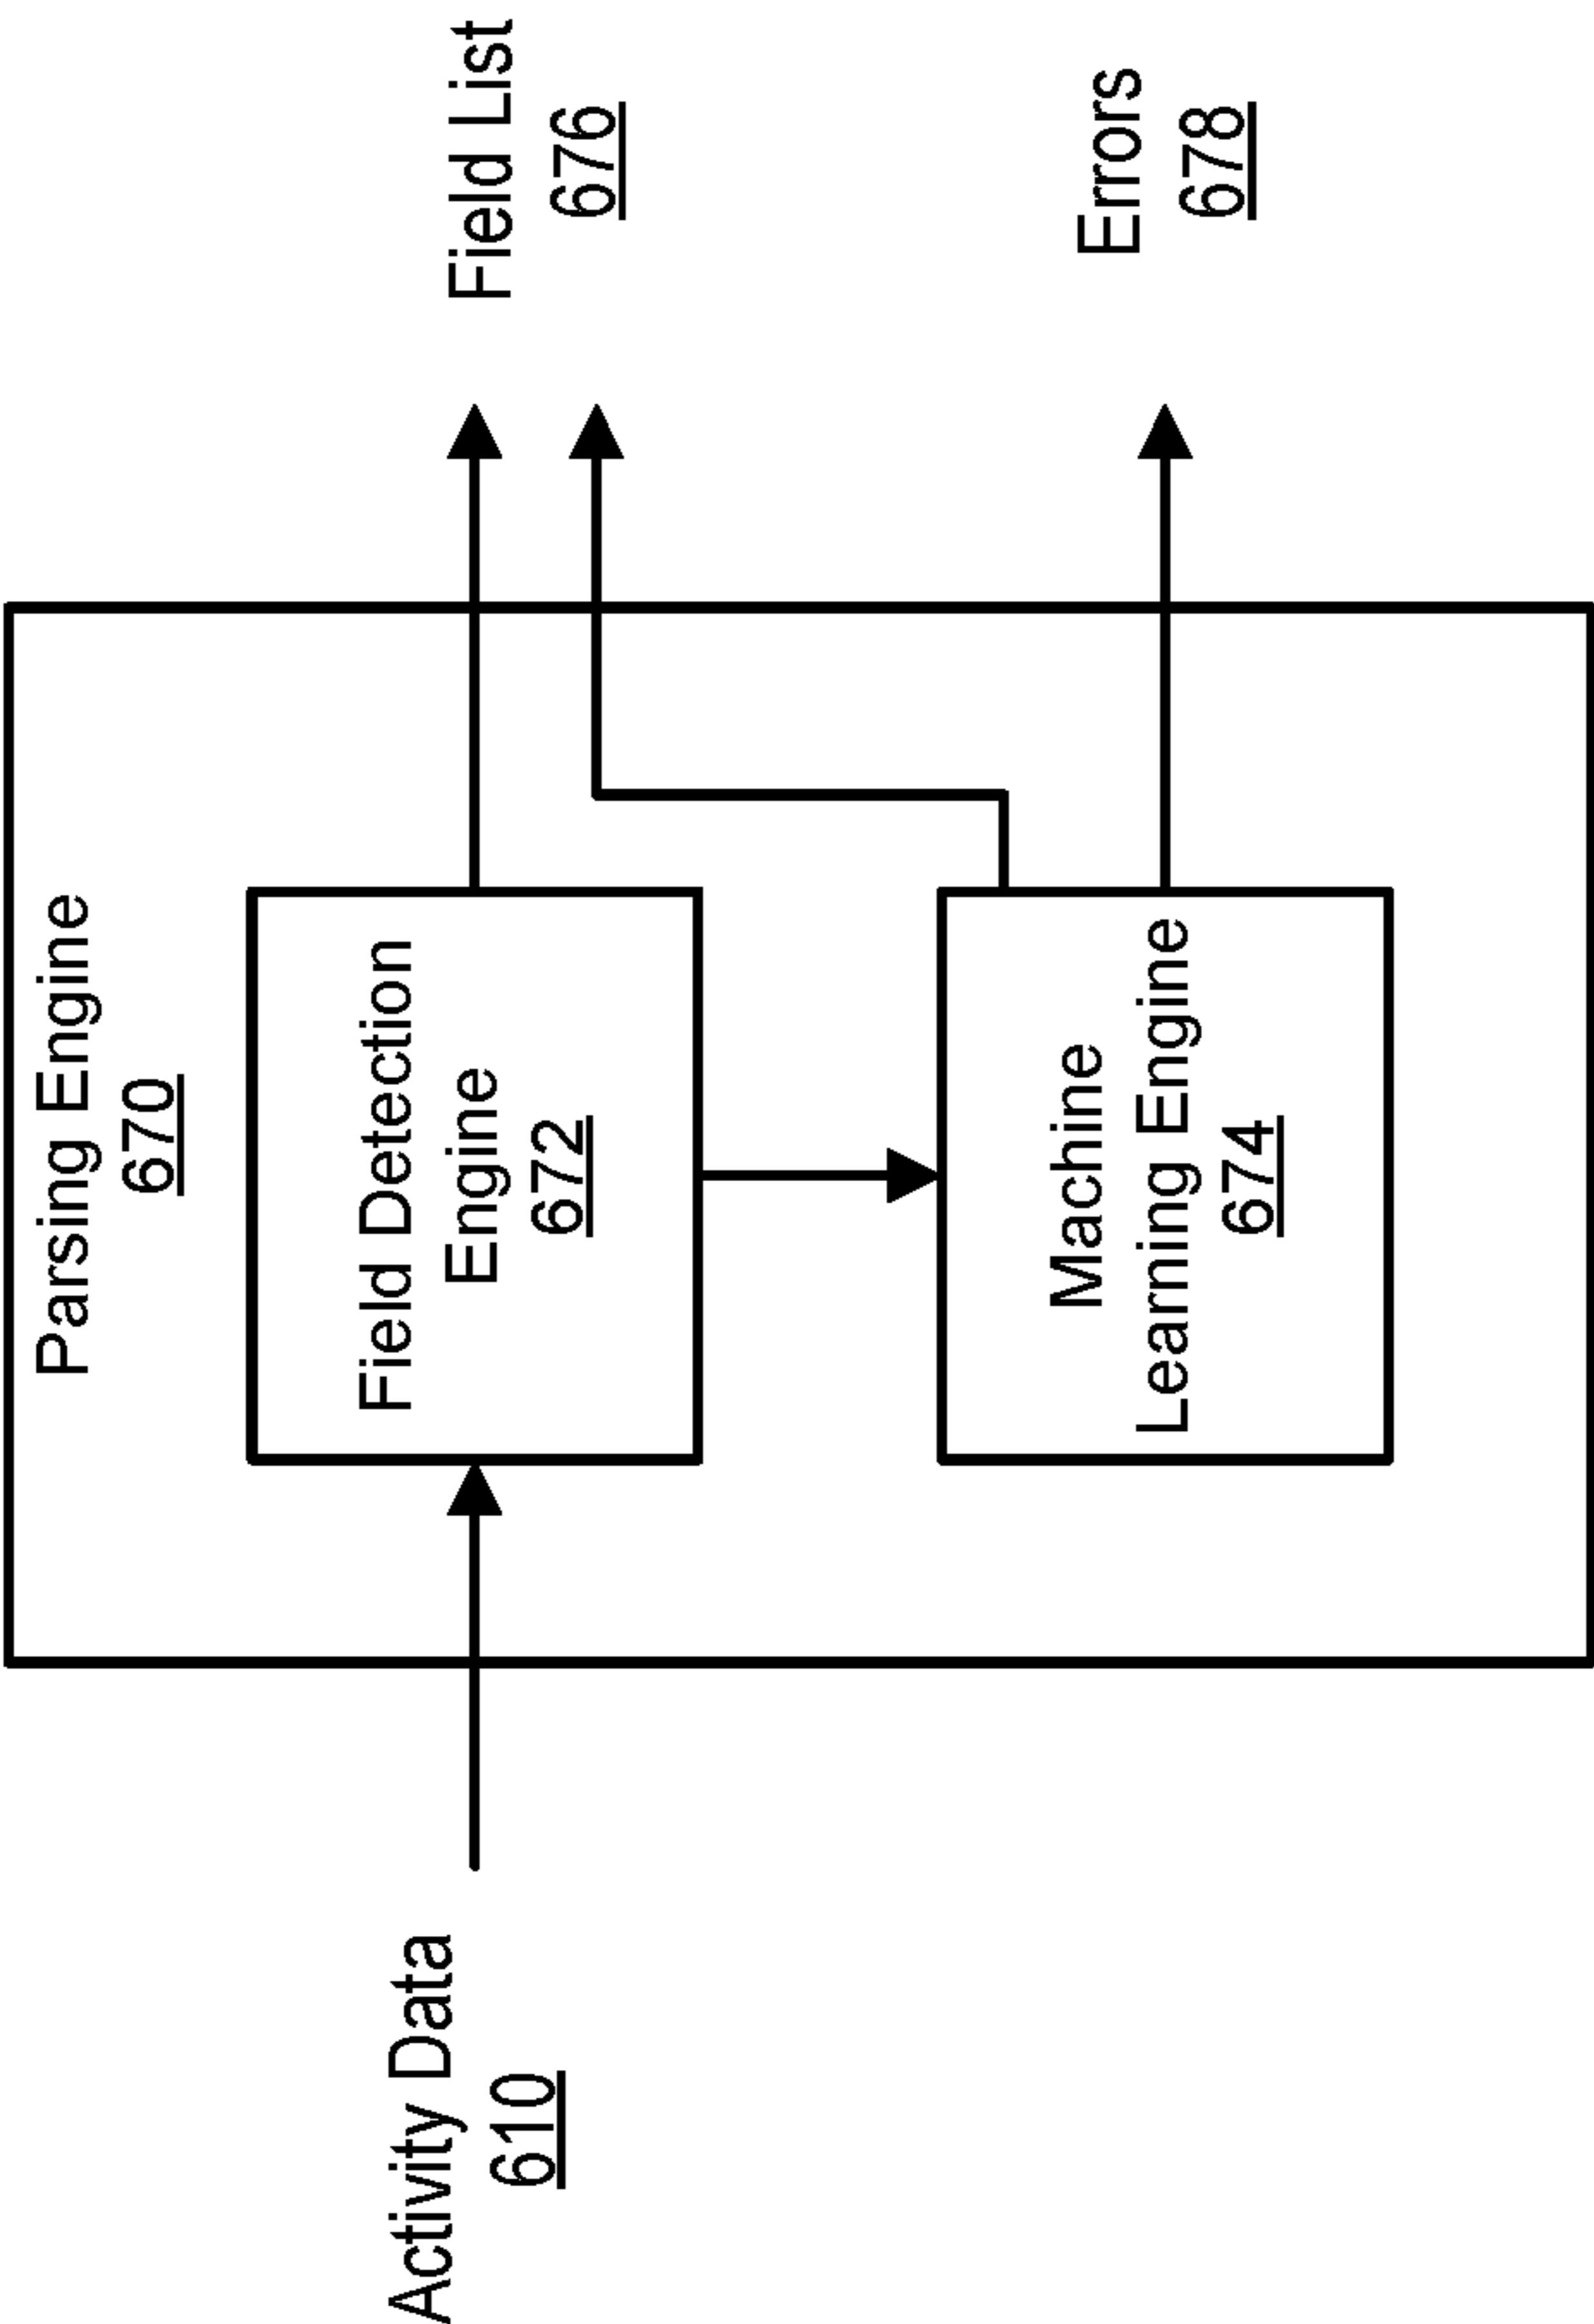 Activity Data
610
Parsing Engine
670
Field Detection
Engine
672
Machine
Learning Engine
674
Field List
676
Errors
678